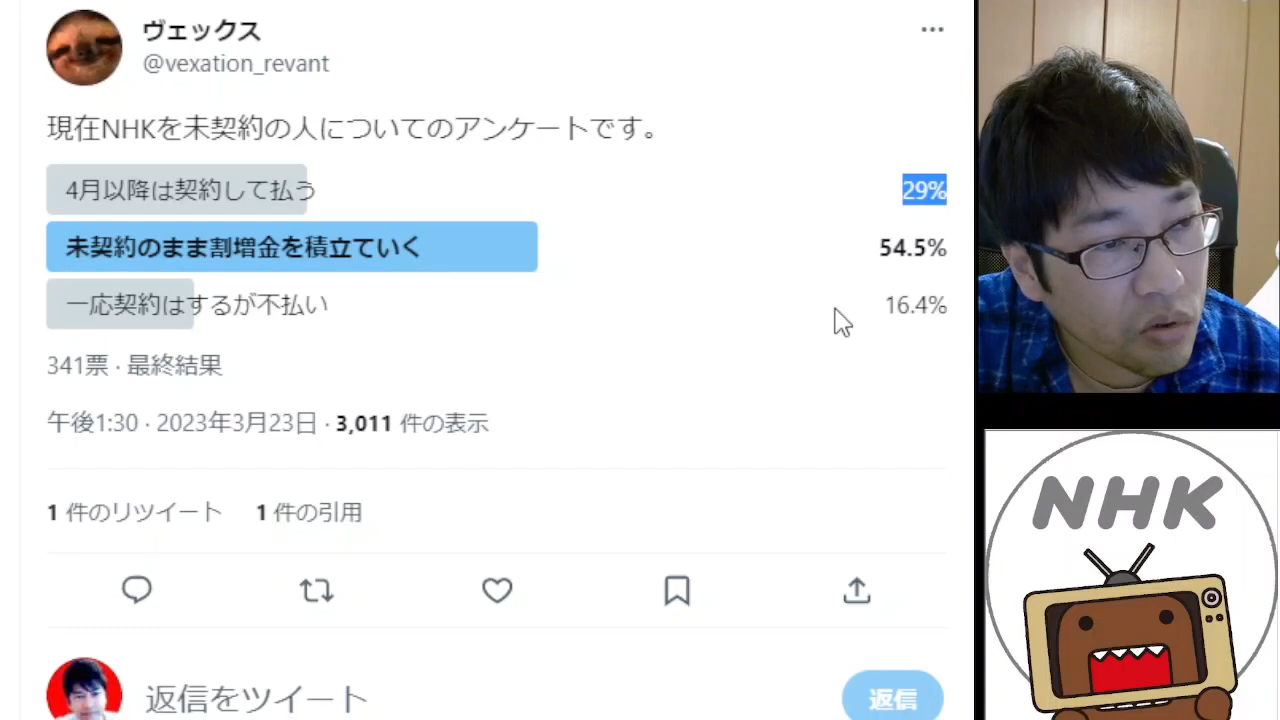 ヴェックス
@vexation_revant
現在NHKを未契約の人についてのアンケートです。
4月以降は契約して払う 29%
未契約のまま割増金を積立ていく 54.5%
一応契約はするが不払い 16.4%
341票 · 最終結果
午後1:30 · 2023年3月23日 · 3,011 件の表示
1 件のリツイート 1 件の引用
返信をツイート 返信
NHK